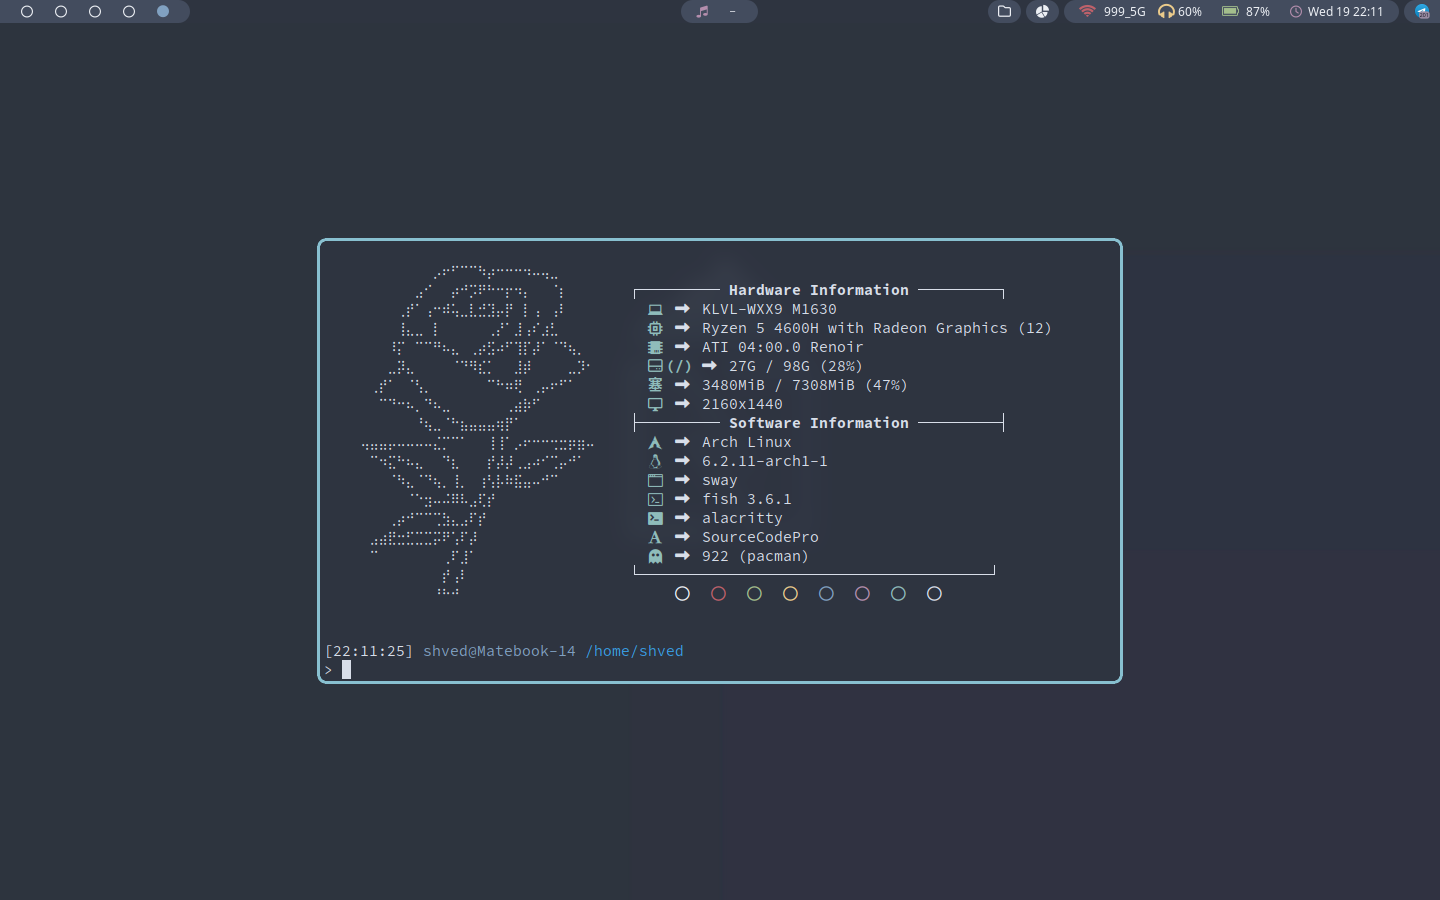 – 999_5G 60% 87% Wed 19 22:11
Hardware Information
KLVL-WXX9 M1630
Ryzen 5 4600H with Radeon Graphics (12)
ATI 04:00.0 Renoir
(/) 27G / 98G (28%)
塞 3480MiB / 7308MiB (47%)
2160x1440
Software Information
Arch Linux
6.2.11-arch1-1
sway
fish 3.6.1
alacritty
A SourceCodePro
922 (pacman)
[22:11:25] shved@Matebook-14 /home/shved
>